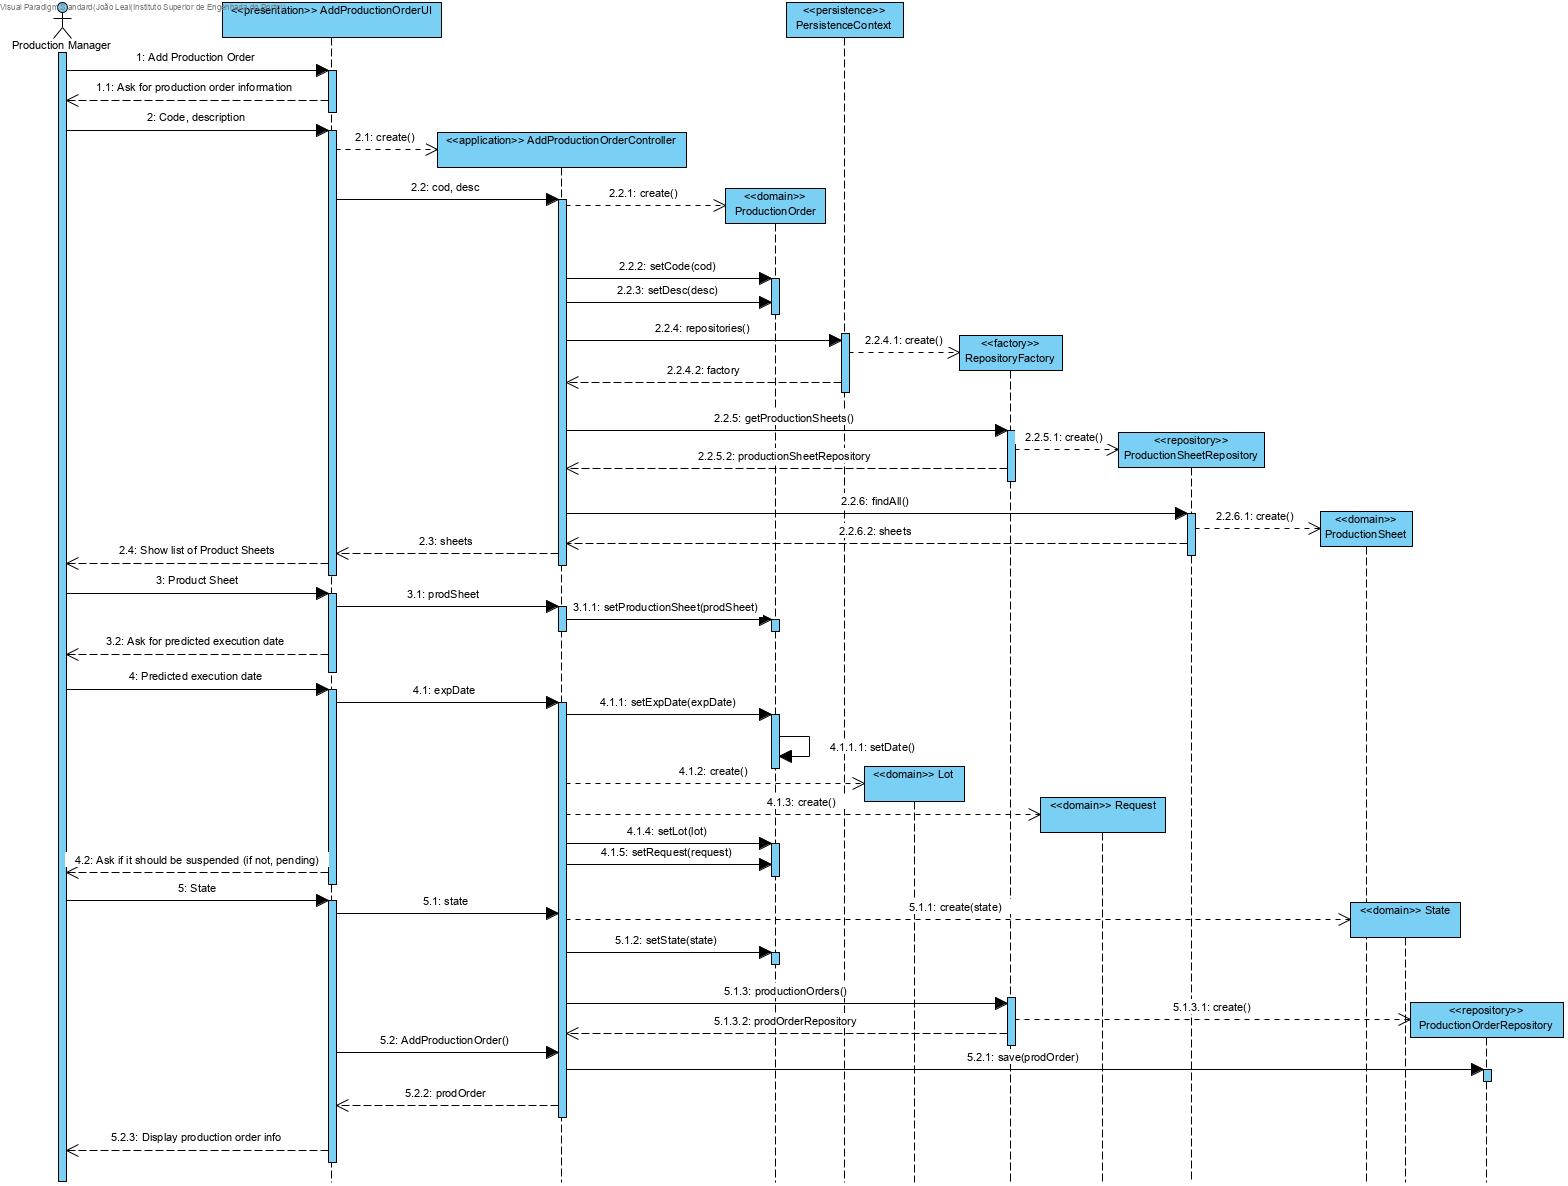 Visual Paradigm Standard(João Leal(Instituto Superior de Engenharia do Porto))
<<presentation>> AddProductionOrderUI
<<persistence>>
PersistenceContext
Production Manager
1: Add Production Order
1.1: Ask for production order information
2: Code, description
2.1: create()
<<application>> AddProductionOrderController
2.2: cod, desc
2.2.1: create()
<<domain>>
ProductionOrder
2.2.2: setCode(cod)
2.2.3: setDesc(desc)
2.2.4: repositories()
2.2.4.1: create()
<<factory>>
RepositoryFactory
2.2.4.2: factory
2.2.5: getProductionSheets()
2.2.5.1: create()
<<repository>>
ProductionSheetRepository
2.2.5.2: productionSheetRepository
2.2.6: findAll()
2.2.6.1: create()
<<domain>>
ProductionSheet
2.2.6.2: sheets
2.3: sheets
2.4: Show list of Product Sheets
3: Product Sheet
3.1: prodSheet
3.1.1: setProductionSheet(prodSheet)
3.2: Ask for predicted execution date
4: Predicted execution date
4.1: expDate
4.1.1: setExpDate(expDate)
4.1.1.1: setDate()
4.1.2: create()
<<domain>> Lot
4.1.3: create()
<<domain>> Request
4.1.4: setLot(lot)
4.1.5: setRequest(request)
4.2: Ask if it should be suspended (if not, pending)
5: State
5.1: state
5.1.1: create(state)
<<domain>> State
5.1.2: setState(state)
5.1.3: productionOrders()
5.1.3.1: create()
<<repository>>
ProductionOrderRepository
5.1.3.2: prodOrderRepository
5.2: AddProductionOrder()
5.2.1: save(prodOrder)
5.2.2: prodOrder
5.2.3: Display production order info